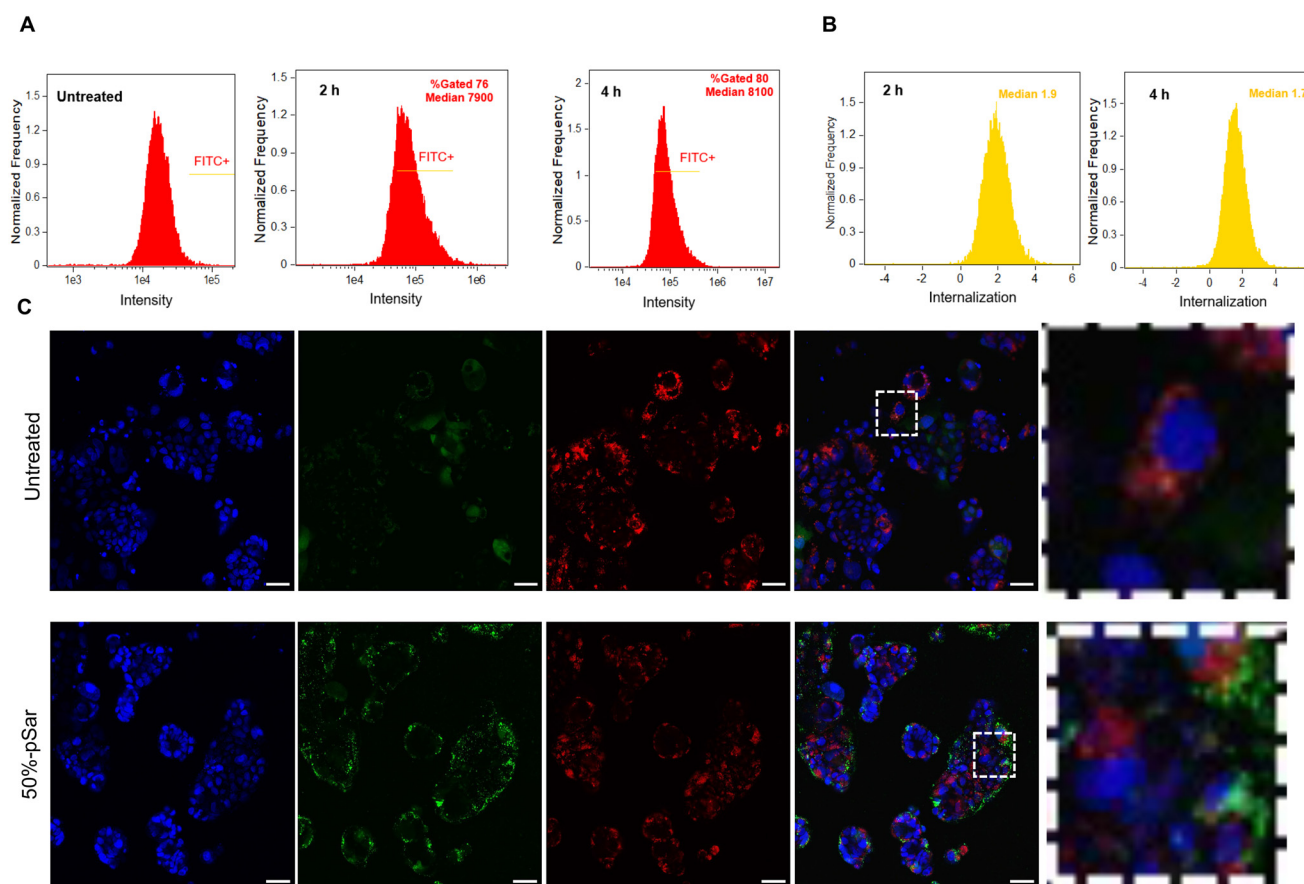 A
B
Untreated
FITC+
Normalized Frequency
1.5
1.2
0.9
0.6
0.3
0
1e3
1e4
1e5
Intensity
2 h
%Gated 76
Median 7900
FITC+
Normalized Frequency
1.5
1.2
0.9
0.6
0.3
0
1e4
1e5
1e6
Intensity
4 h
%Gated 80
Median 8100
FITC+
Normalized Frequency
2
1.5
1
0.5
0
1e4
1e5
1e6
1e7
Intensity
2 h
Median 1.9
Normalized Frequency
1.5
1.2
0.9
0.6
0.3
0
-4
-2
0
2
4
6
Internalization
4 h
Median 1.7
Normalized Frequency
1.5
1.2
0.9
0.6
0.3
0
-4
-2
0
2
4
Internalization
C
Untreated
50%-pSar